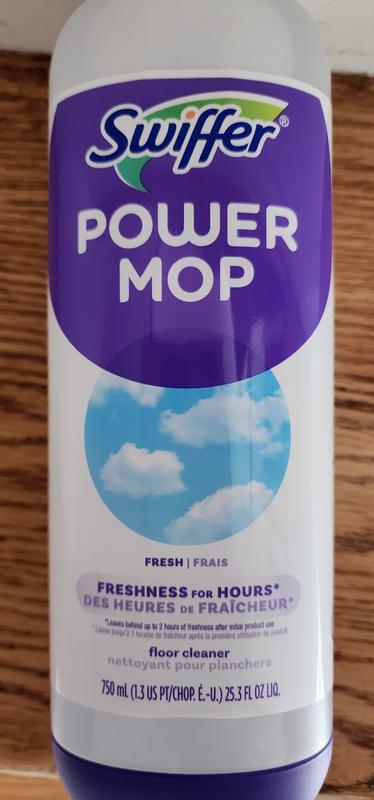 Swiffer®
POWER
MOP
FRESH | FRAIS
FRESHNESS FOR HOURS*
DES HEURES DE FRAÎCHEUR*
*Leaves behind up to 2 hours of freshness after initial product use
* Laisse jusqu'à 2 heures de fraîcheur après la première utilisation du produit
floor cleaner
nettoyant pour planchers
750 mL (1.3 US PT/CHOP. É.-U.) 25.3 FL OZ LIQ.